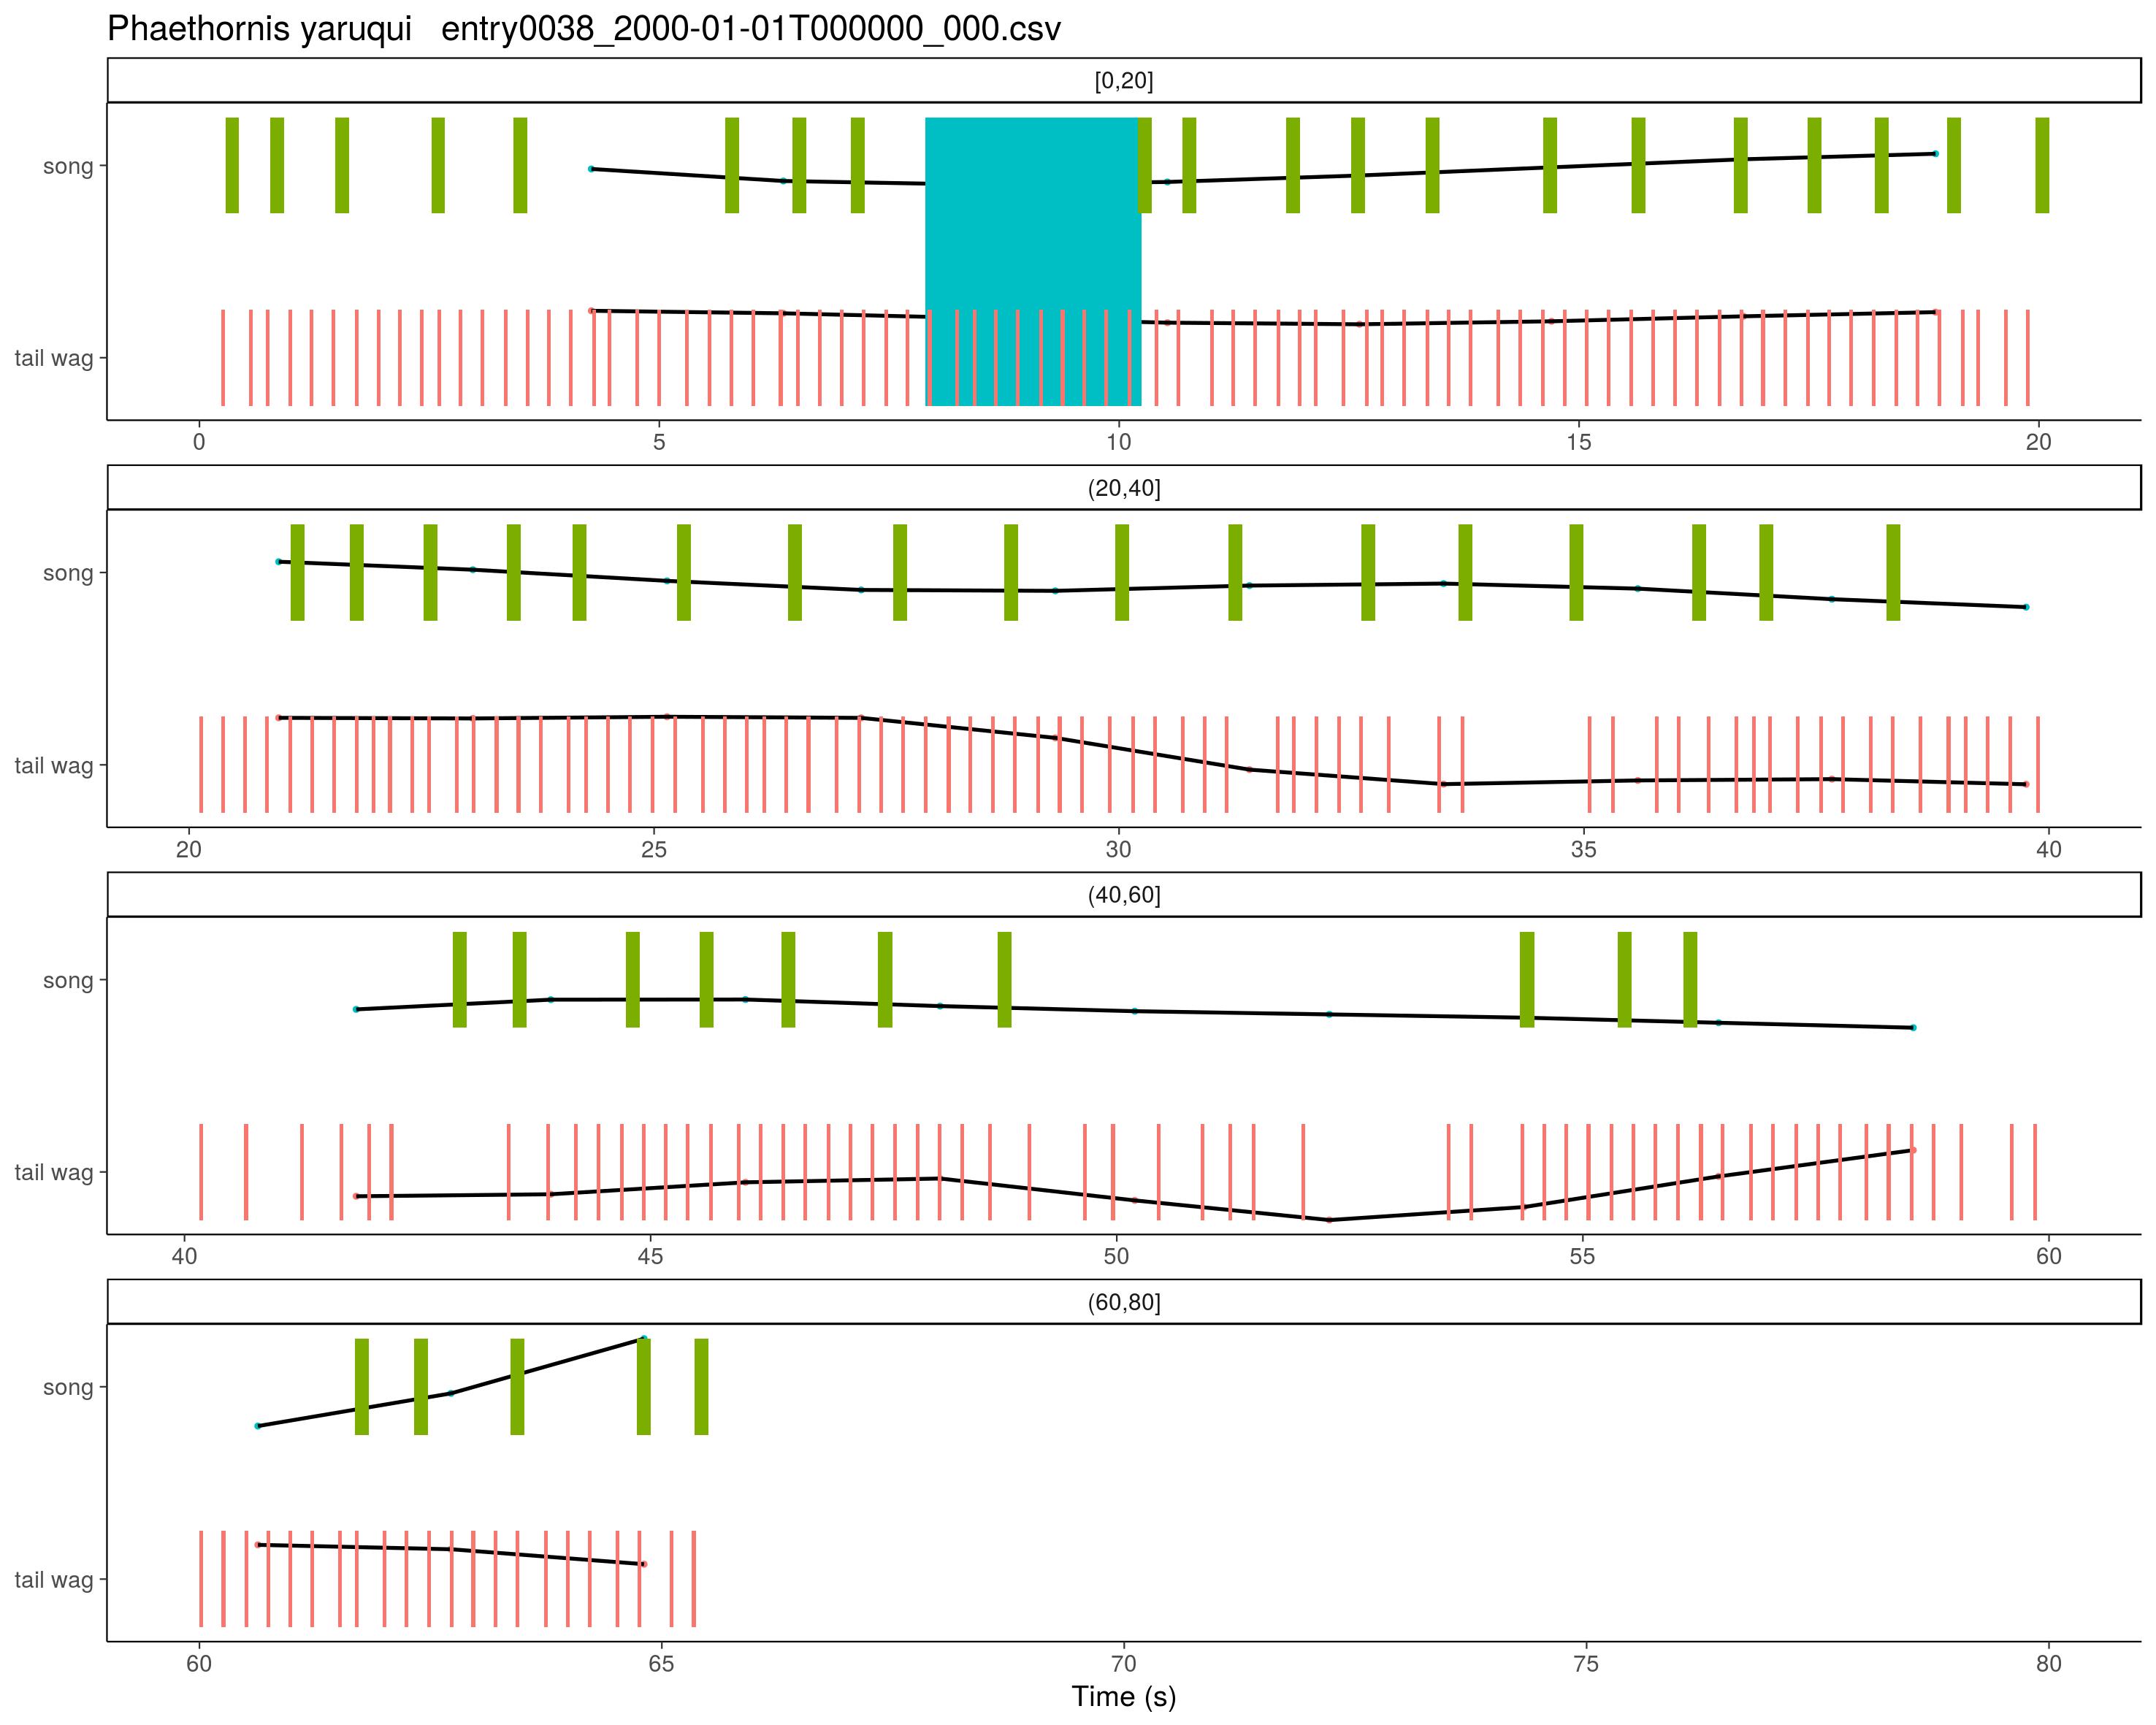 Phaethornis yaruqui   entry0038_2000-01-01T000000_000.csv
[0,20]
song
tail wag
0 5 10 15 20
(20,40]
song
tail wag
20 25 30 35 40
(40,60]
song
tail wag
40 45 50 55 60
(60,80]
song
tail wag
60 65 70 75 80
Time (s)